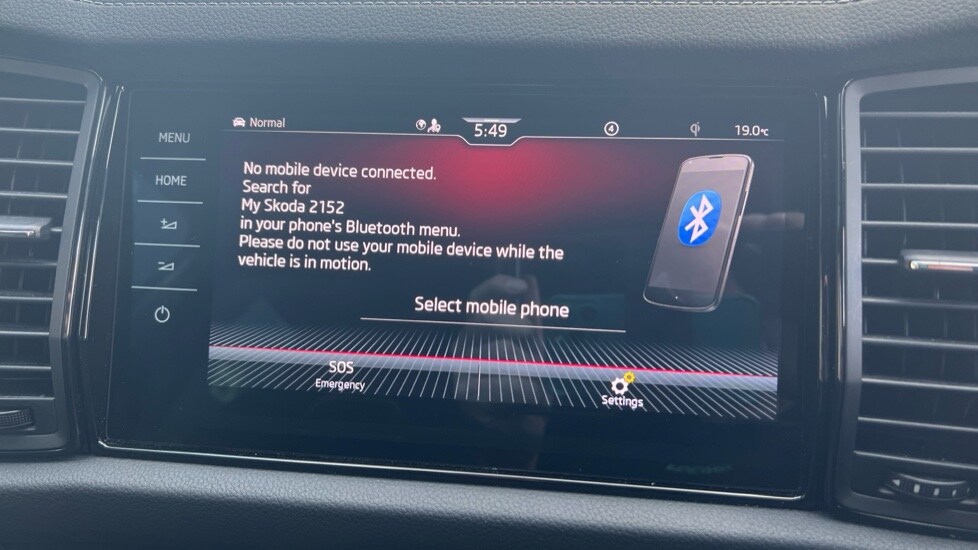 Normal
5:49
4
qi
19.0°C
MENU
HOME
No mobile device connected.
Search for
My Skoda 2152
in your phone's Bluetooth menu.
Please do not use your mobile device while the
vehicle is in motion.
Select mobile phone
SOS
Emergency
Settings